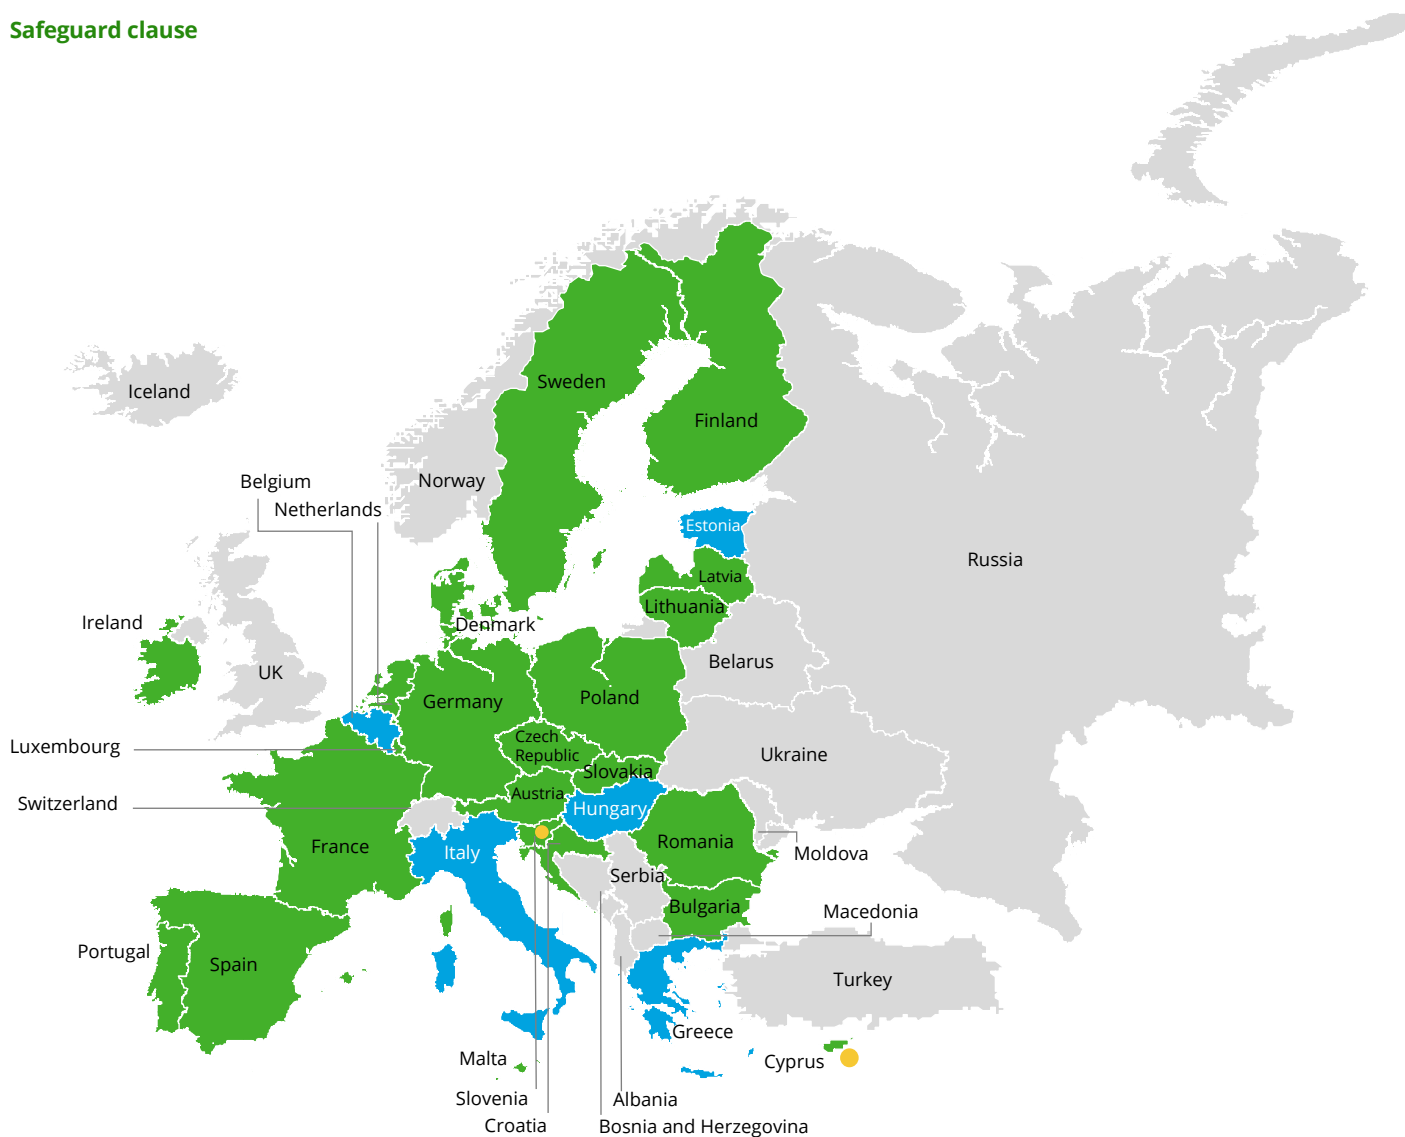 Safeguard clause
Iceland
Sweden
Finland
Norway
Belgium
Netherlands
Estonia
Russia
Latvia
Lithuania
Ireland
Denmark
UK
Belarus
Germany
Poland
Luxembourg
Czech
Republic
Ukraine
Slovakia
Switzerland
Austria
Hungary
France
Italy
Romania
Moldova
Serbia
Bulgaria
Macedonia
Portugal
Spain
Turkey
Greece
Malta
Cyprus
Slovenia
Albania
Croatia
Bosnia and Herzegovina